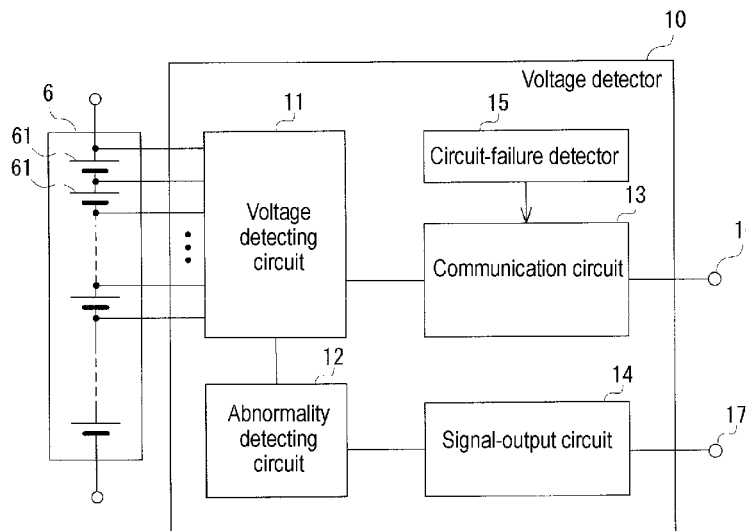 10
Voltage detector
6
11
15
61
61
Circuit-failure detector
13
Voltage
detecting
circuit
Communication circuit
12
14
Abnormality
detecting
circuit
Signal-output circuit
17